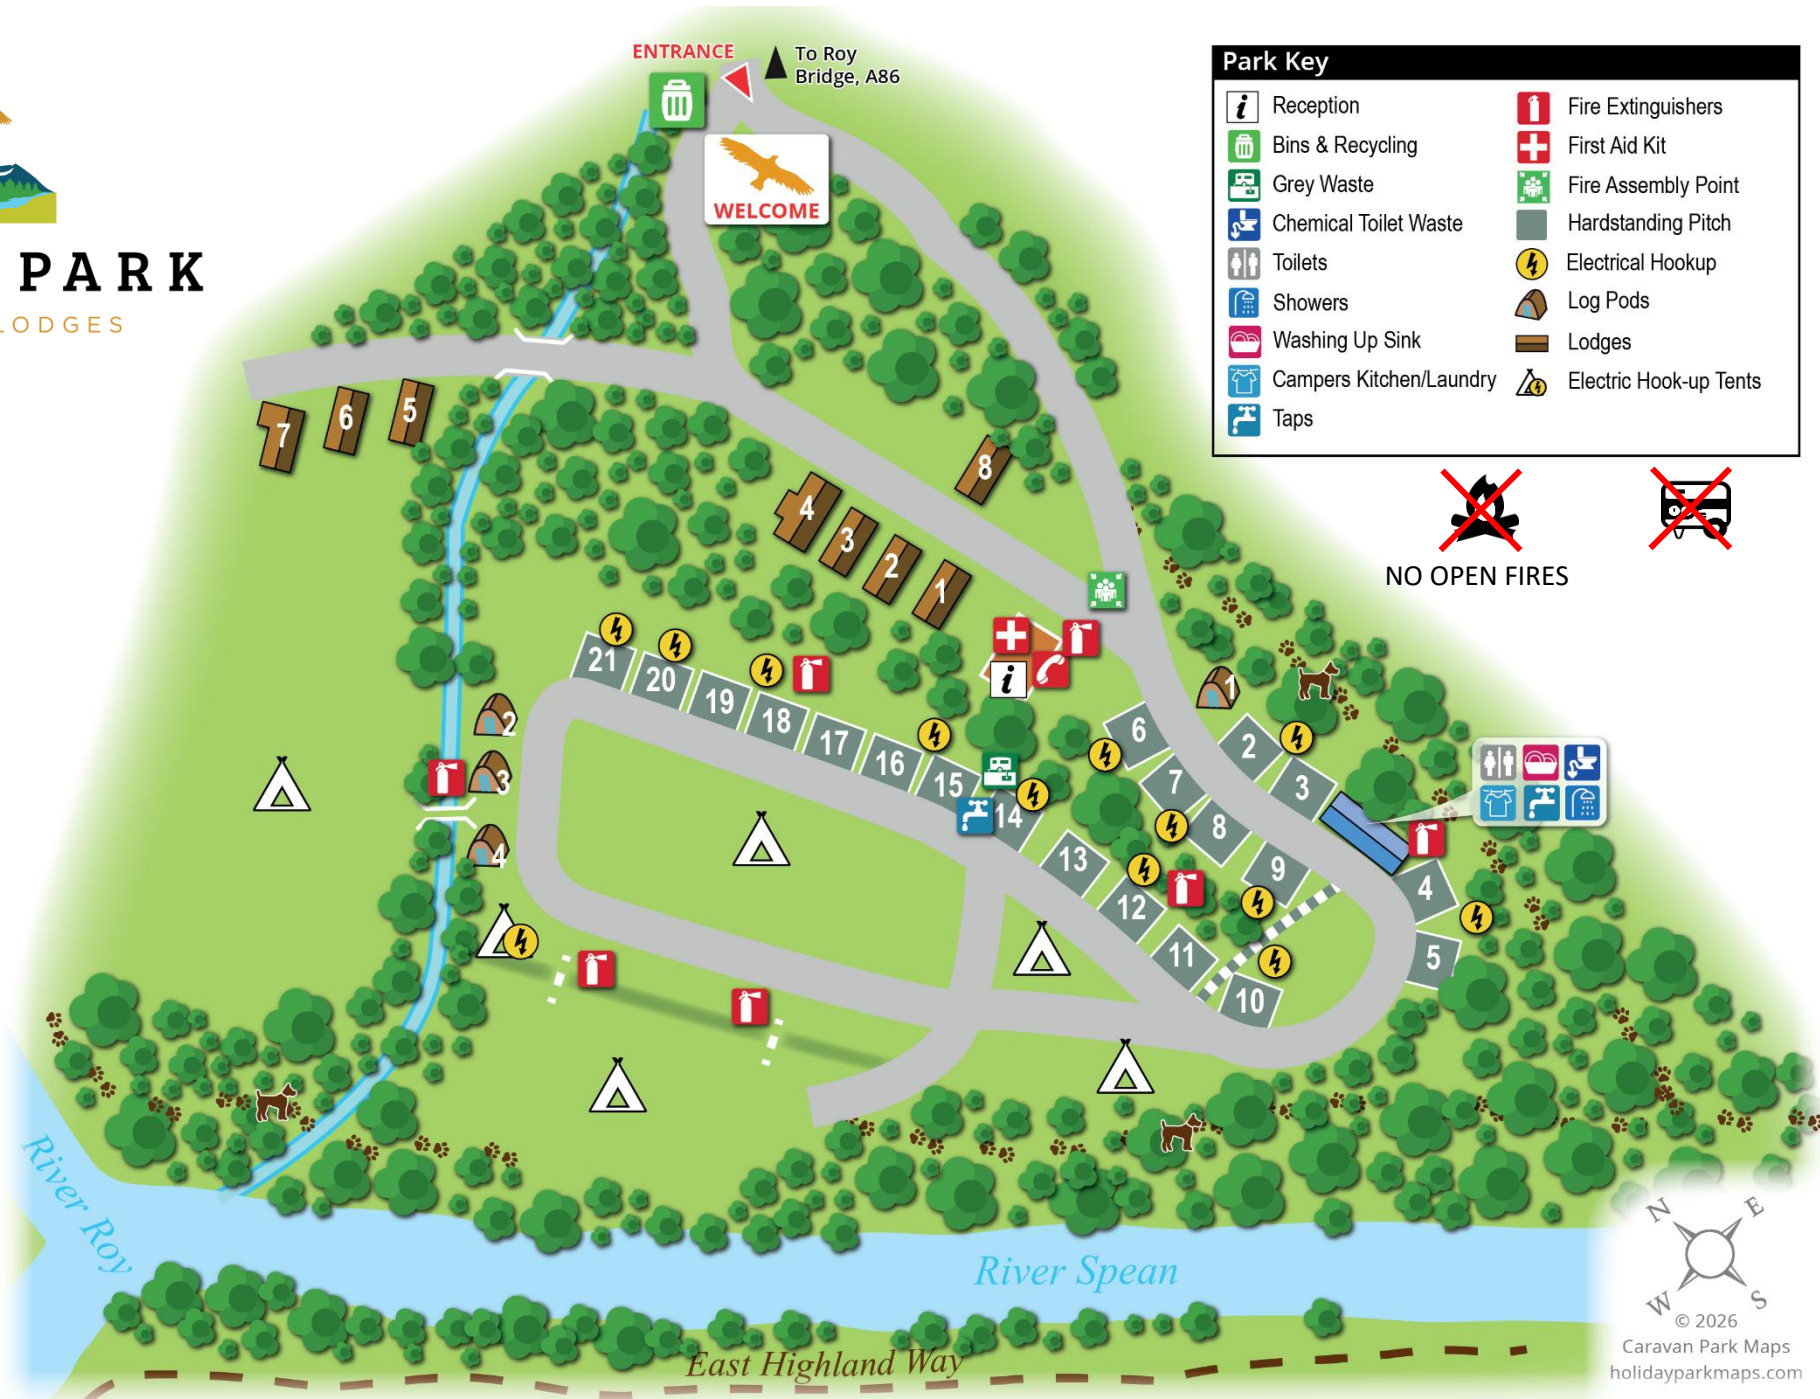 ENTRANCE
To Roy
Bridge, A86
WELCOME
PARK
LODGES
Park Key
Reception
Bins & Recycling
Grey Waste
Chemical Toilet Waste
Toilets
Showers
Washing Up Sink
Campers Kitchen/Laundry
Taps
Fire Extinguishers
First Aid Kit
Fire Assembly Point
Hardstanding Pitch
Electrical Hookup
Log Pods
Lodges
Electric Hook-up Tents
NO OPEN FIRES
7
6
5
8
4
3
2
1
i
21
20
19
18
17
16
15
14
13
12
11
10
6
7
8
9
1
2
3
4
5
2
3
4
River Roy
River Spean
East Highland Way
N
E
W
S
© 2026
Caravan Park Maps
holidayparkmaps.com